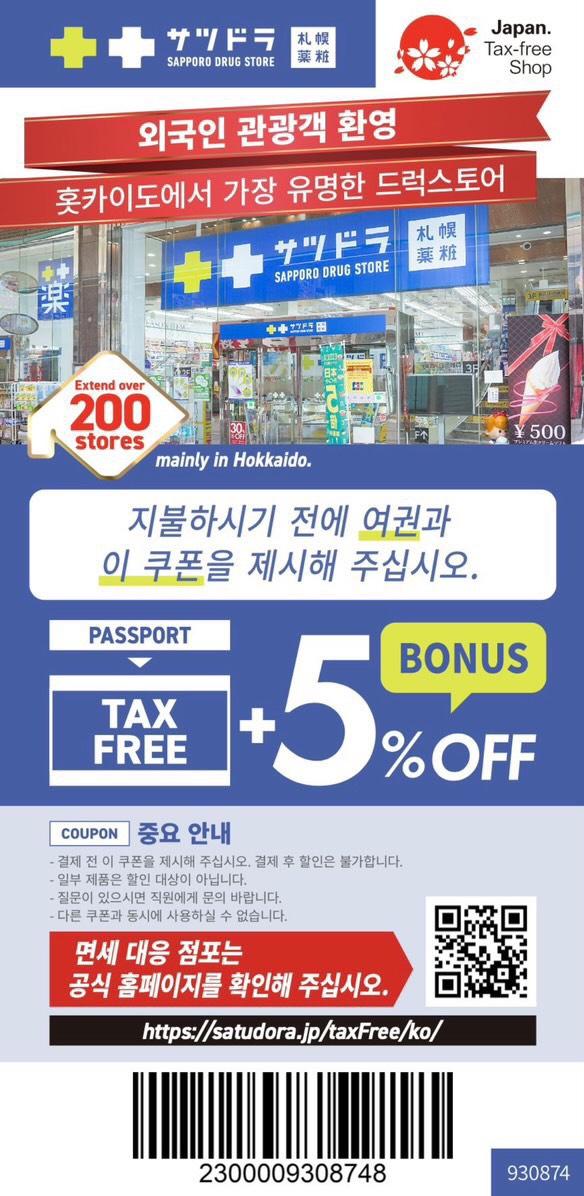 サツドラ
SAPPORO DRUG STORE
札幌
薬粧
Japan.
Tax-free
Shop
외국인 관광객 환영
홋카이도에서 가장 유명한 드럭스토어
サツドラ
SAPPORO DRUG STORE
札幌
薬粧
薬
サツドラ
30%
OFF
¥500
Extend over
200
stores
mainly in Hokkaido.
지불하시기 전에 여권과
이 쿠폰을 제시해 주십시오.
PASSPORT
TAX
FREE
+5%OFF
BONUS
COUPON 중요 안내
- 결제 전 이 쿠폰을 제시해 주십시오. 결제 후 할인은 불가합니다.
- 일부 제품은 할인 대상이 아닙니다.
- 질문이 있으시면 직원에게 문의 바랍니다.
- 다른 쿠폰과 동시에 사용하실 수 없습니다.
면세 대응 점포는
공식 홈페이지를 확인해 주십시오.
https://satudora.jp/taxFree/ko/
2300009308748
930874